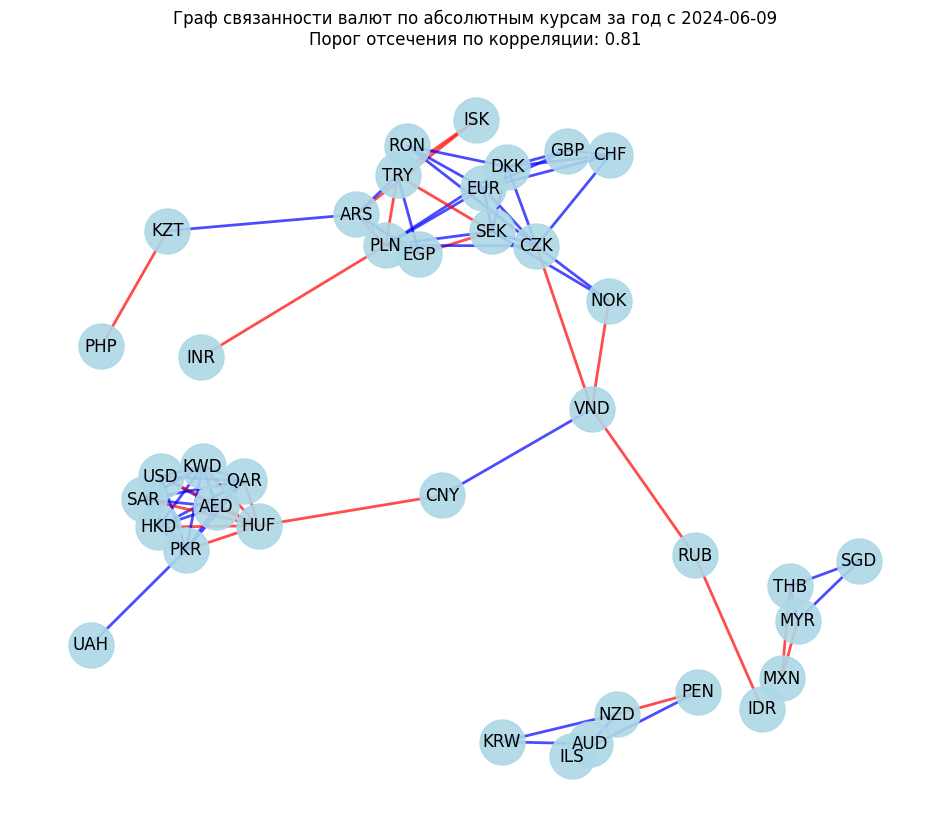 Граф связанности валют по абсолютным курсам за год с 2024-06-09
Порог отсечения по корреляции: 0.81
ISK
RON
GBP
CHF
DKK
TRY
EUR
ARS
KZT
SEK
PLN
CZK
EGP
NOK
PHP
INR
VND
KWD
USD
QAR
CNY
SAR
AED
HKD
HUF
PKR
RUB
SGD
THB
MYR
UAH
MXN
PEN
IDR
NZD
KRW
AUD
ILS